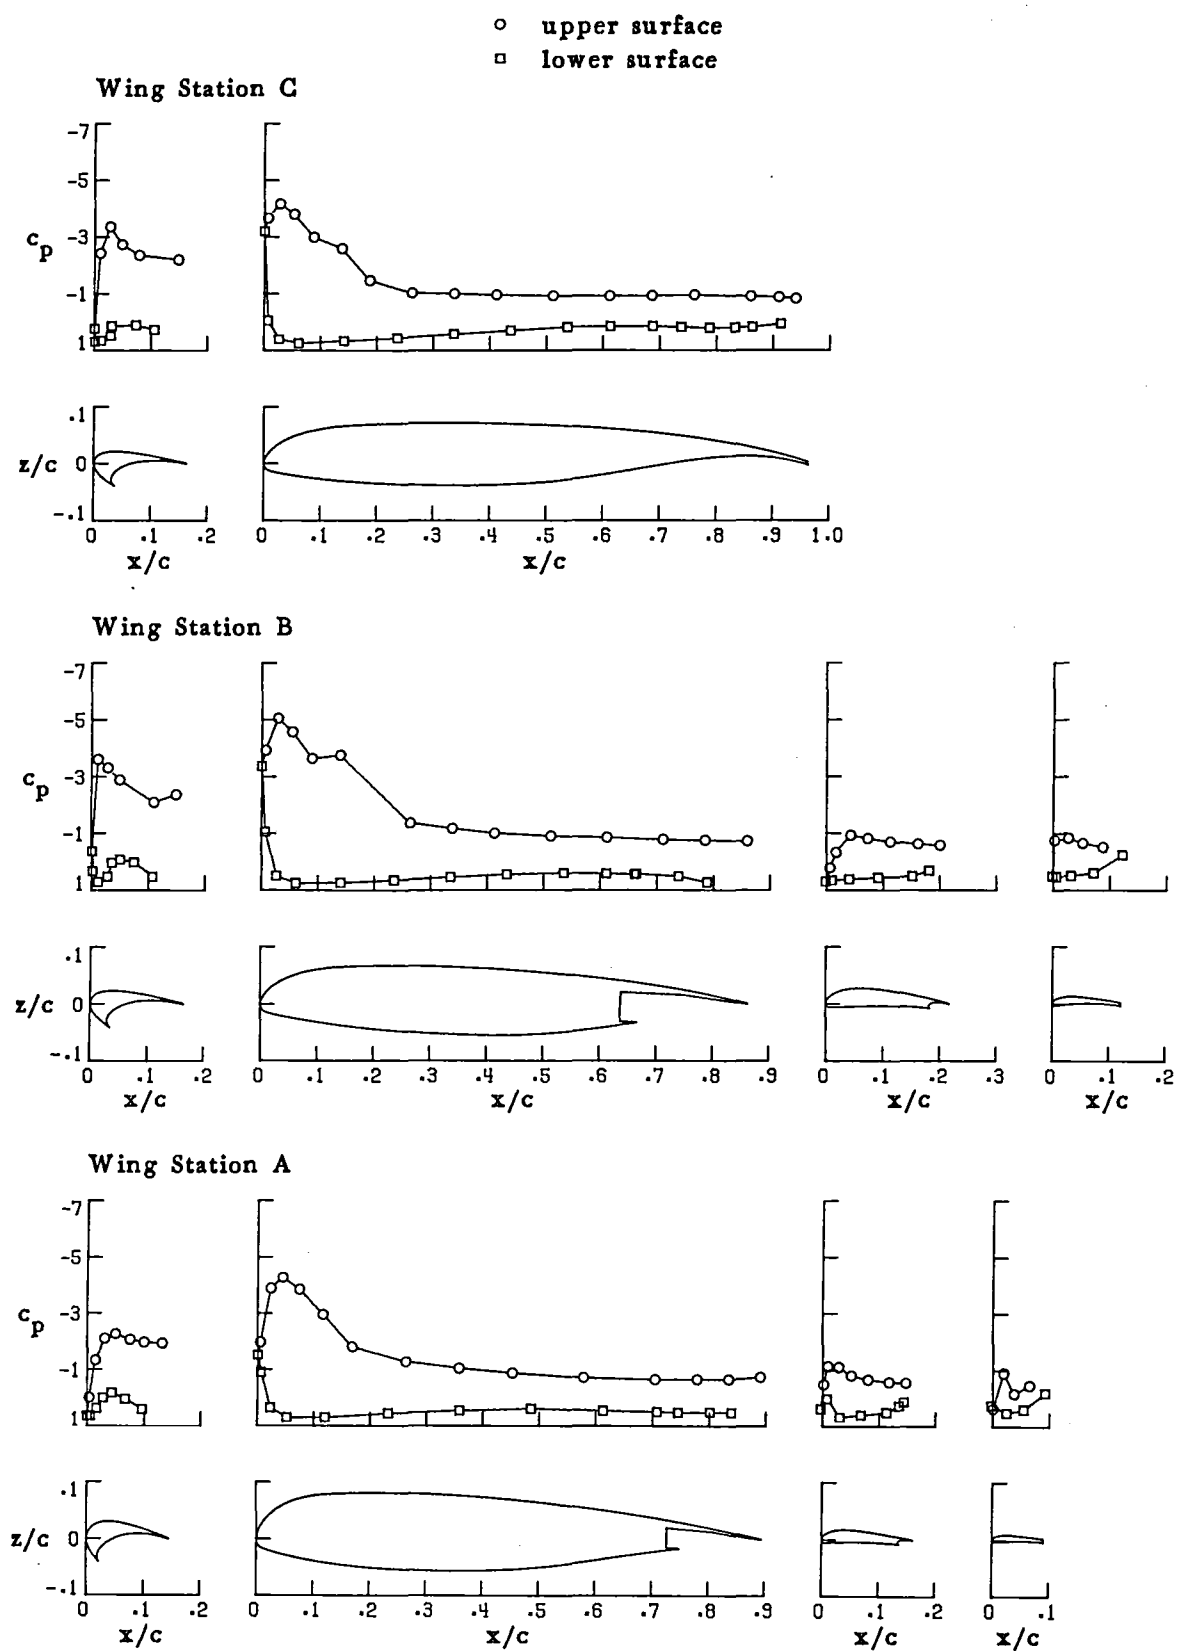 upper surface
lower surface
Wing Station C
-7
-5
c_p -3
-1
1
.1
z/c 0
-.1
0 .1 .2 0 .1 .2 .3 .4 .5 .6 .7 .8 .9 1.0
x/c x/c
Wing Station B
-7
-5
c_p -3
-1
1
.1
z/c 0
-.1
0 .1 .2 0 .1 .2 .3 .4 .5 .6 .7 .8 .9 0 .1 .2 .3 0 .1 .2
x/c x/c x/c x/c
Wing Station A
-7
-5
c_p -3
-1
1
.1
z/c 0
-.1
0 .1 .2 0 .1 .2 .3 .4 .5 .6 .7 .8 .9 0 .1 .2 0 .1
x/c x/c x/c x/c